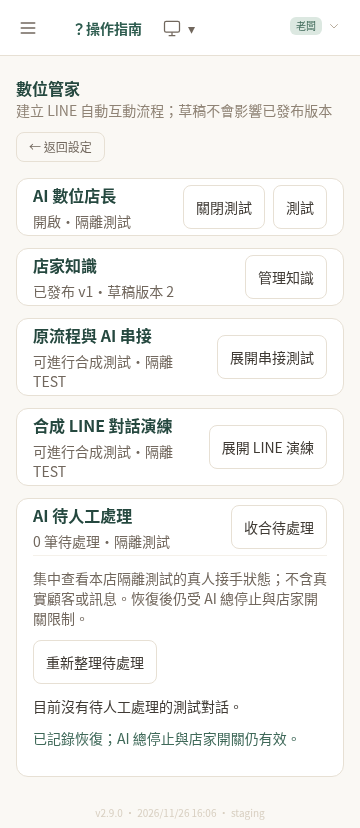 ？操作指南 ▼ 老闆
數位管家
建立 LINE 自動互動流程；草稿不會影響已發布版本
← 返回設定
AI 數位店長
開啟・隔離測試
關閉測試 測試
店家知識
已發布 v1・草稿版本 2
管理知識
原流程與 AI 串接
可進行合成測試・隔離
TEST
展開串接測試
合成 LINE 對話演練
可進行合成測試・隔離
TEST
展開 LINE 演練
AI 待人工處理
0 筆待處理・隔離測試
收合待處理
集中查看本店隔離測試的真人接手狀態；不含真
實顧客或訊息。恢復後仍受 AI 總停止與店家開
關限制。
重新整理待處理
目前沒有待人工處理的測試對話。
已記錄恢復；AI 總停止與店家開關仍有效。
v2.9.0 ・ 2026/11/26 16:06 ・ staging